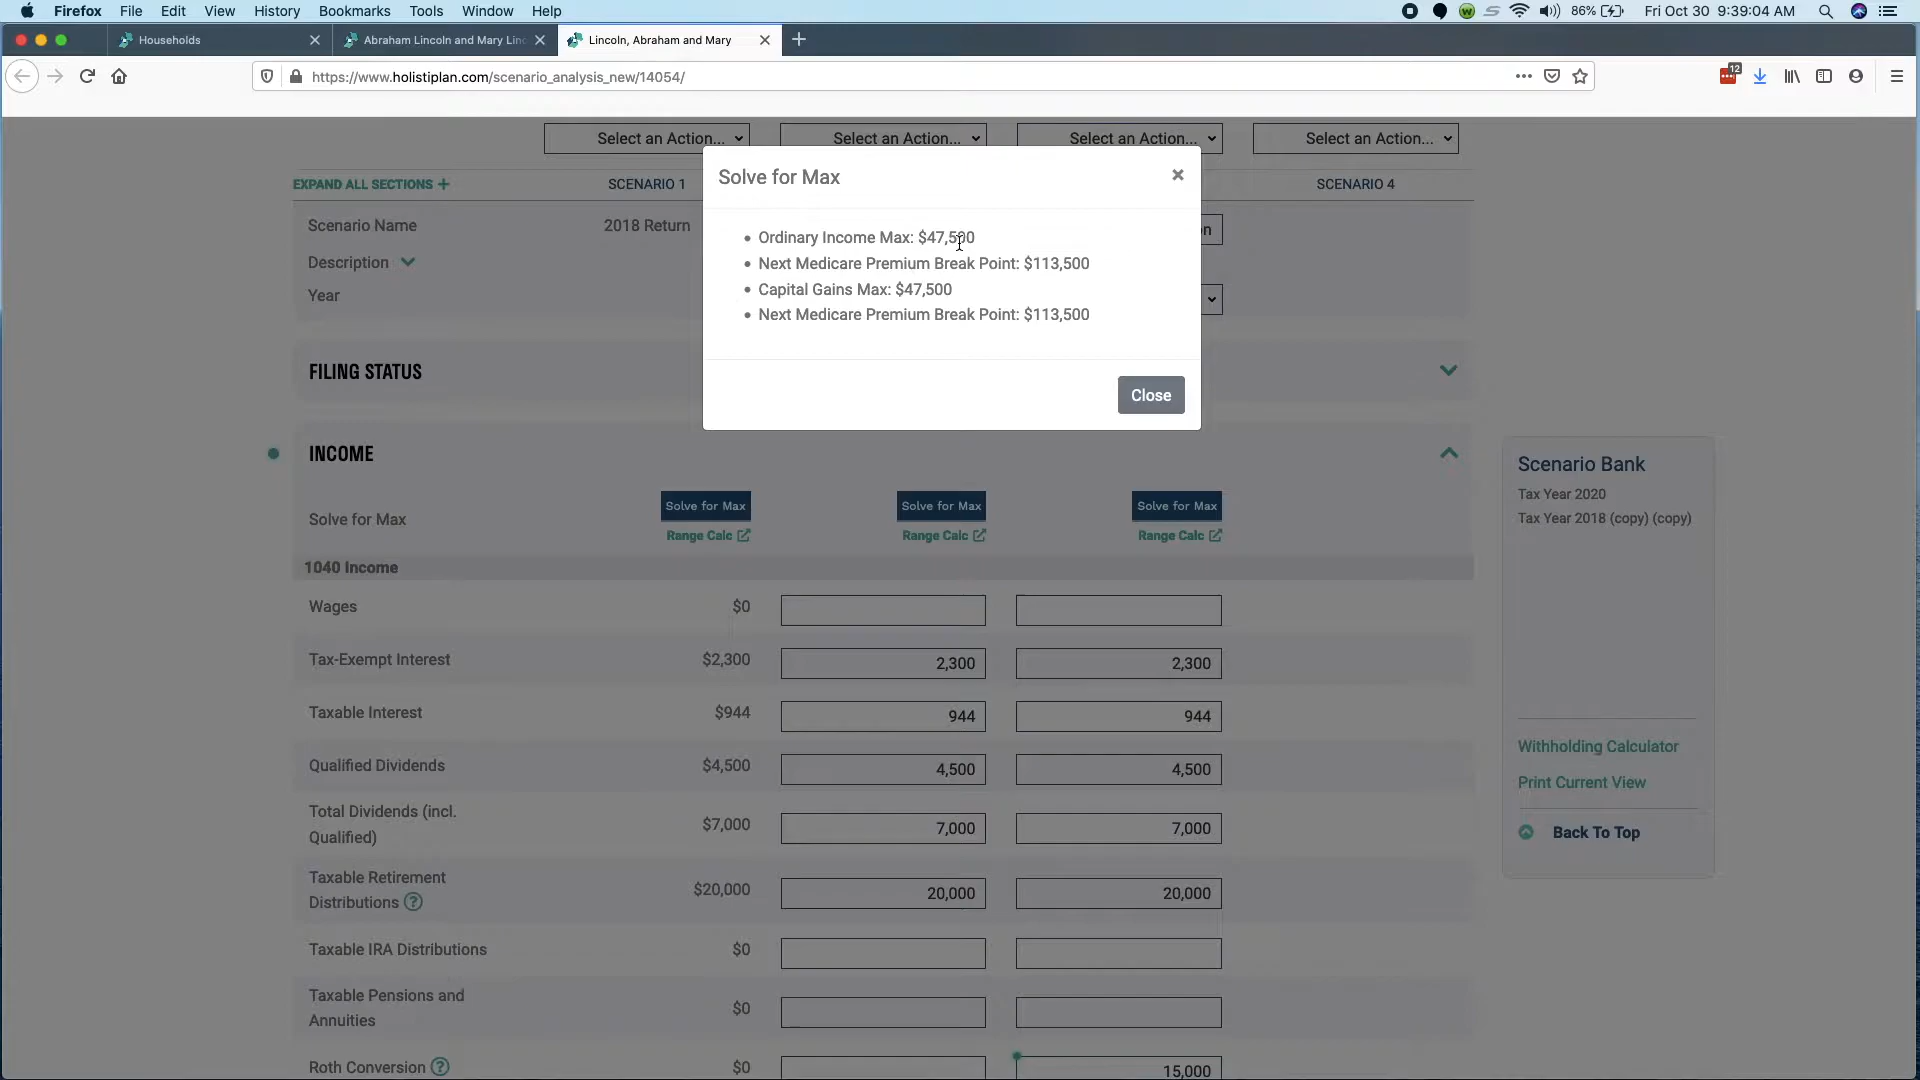 Firefox File Edit View History Bookmarks Tools Window Help 86% Fri Oct 30 9:39:04 AM
Households
Abraham Lincoln and Mary Linc
Lincoln, Abraham and Mary
https://www.holistiplan.com/scenario_analysis_new/14054/
12
Select an Action... Select an Action... Select an Action... Select an Action...
EXPAND ALL SECTIONS + SCENARIO 1 SCENARIO 4
Solve for Max ×
Scenario Name 2018 Return n
Description
Year
• Ordinary Income Max: $47,500
• Next Medicare Premium Break Point: $113,500
• Capital Gains Max: $47,500
• Next Medicare Premium Break Point: $113,500
Close
FILING STATUS
INCOME
Solve for Max Solve for Max Solve for Max Solve for Max
Range Calc Range Calc Range Calc
1040 Income
Wages $0
Tax-Exempt Interest $2,300 2,300 2,300
Taxable Interest $944 944 944
Qualified Dividends $4,500 4,500 4,500
Total Dividends (incl.
Qualified) $7,000 7,000 7,000
Taxable Retirement
Distributions ? $20,000 20,000 20,000
Taxable IRA Distributions $0
Taxable Pensions and
Annuities $0
Roth Conversion ? $0 15,000
Scenario Bank
Tax Year 2020
Tax Year 2018 (copy) (copy)
Withholding Calculator
Print Current View
Back To Top